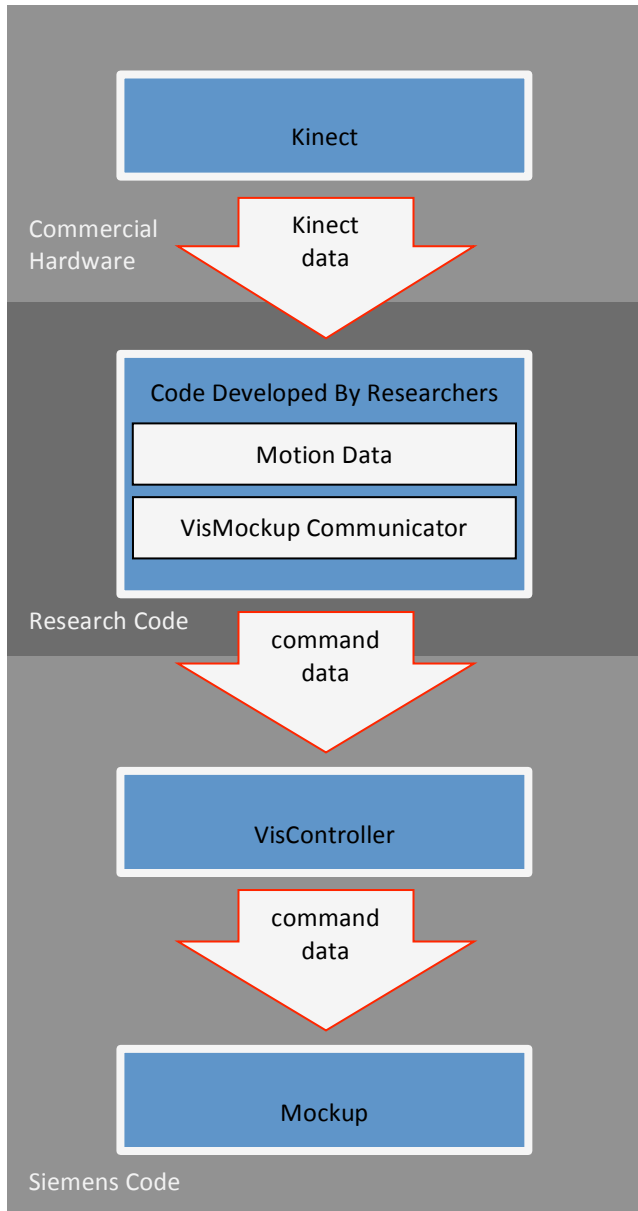 Kinect
Commercial
Hardware
Kinect
data
Code Developed By Researchers
Motion Data
VisMockup Communicator
Research Code
command
data
VisController
command
data
Mockup
Siemens Code